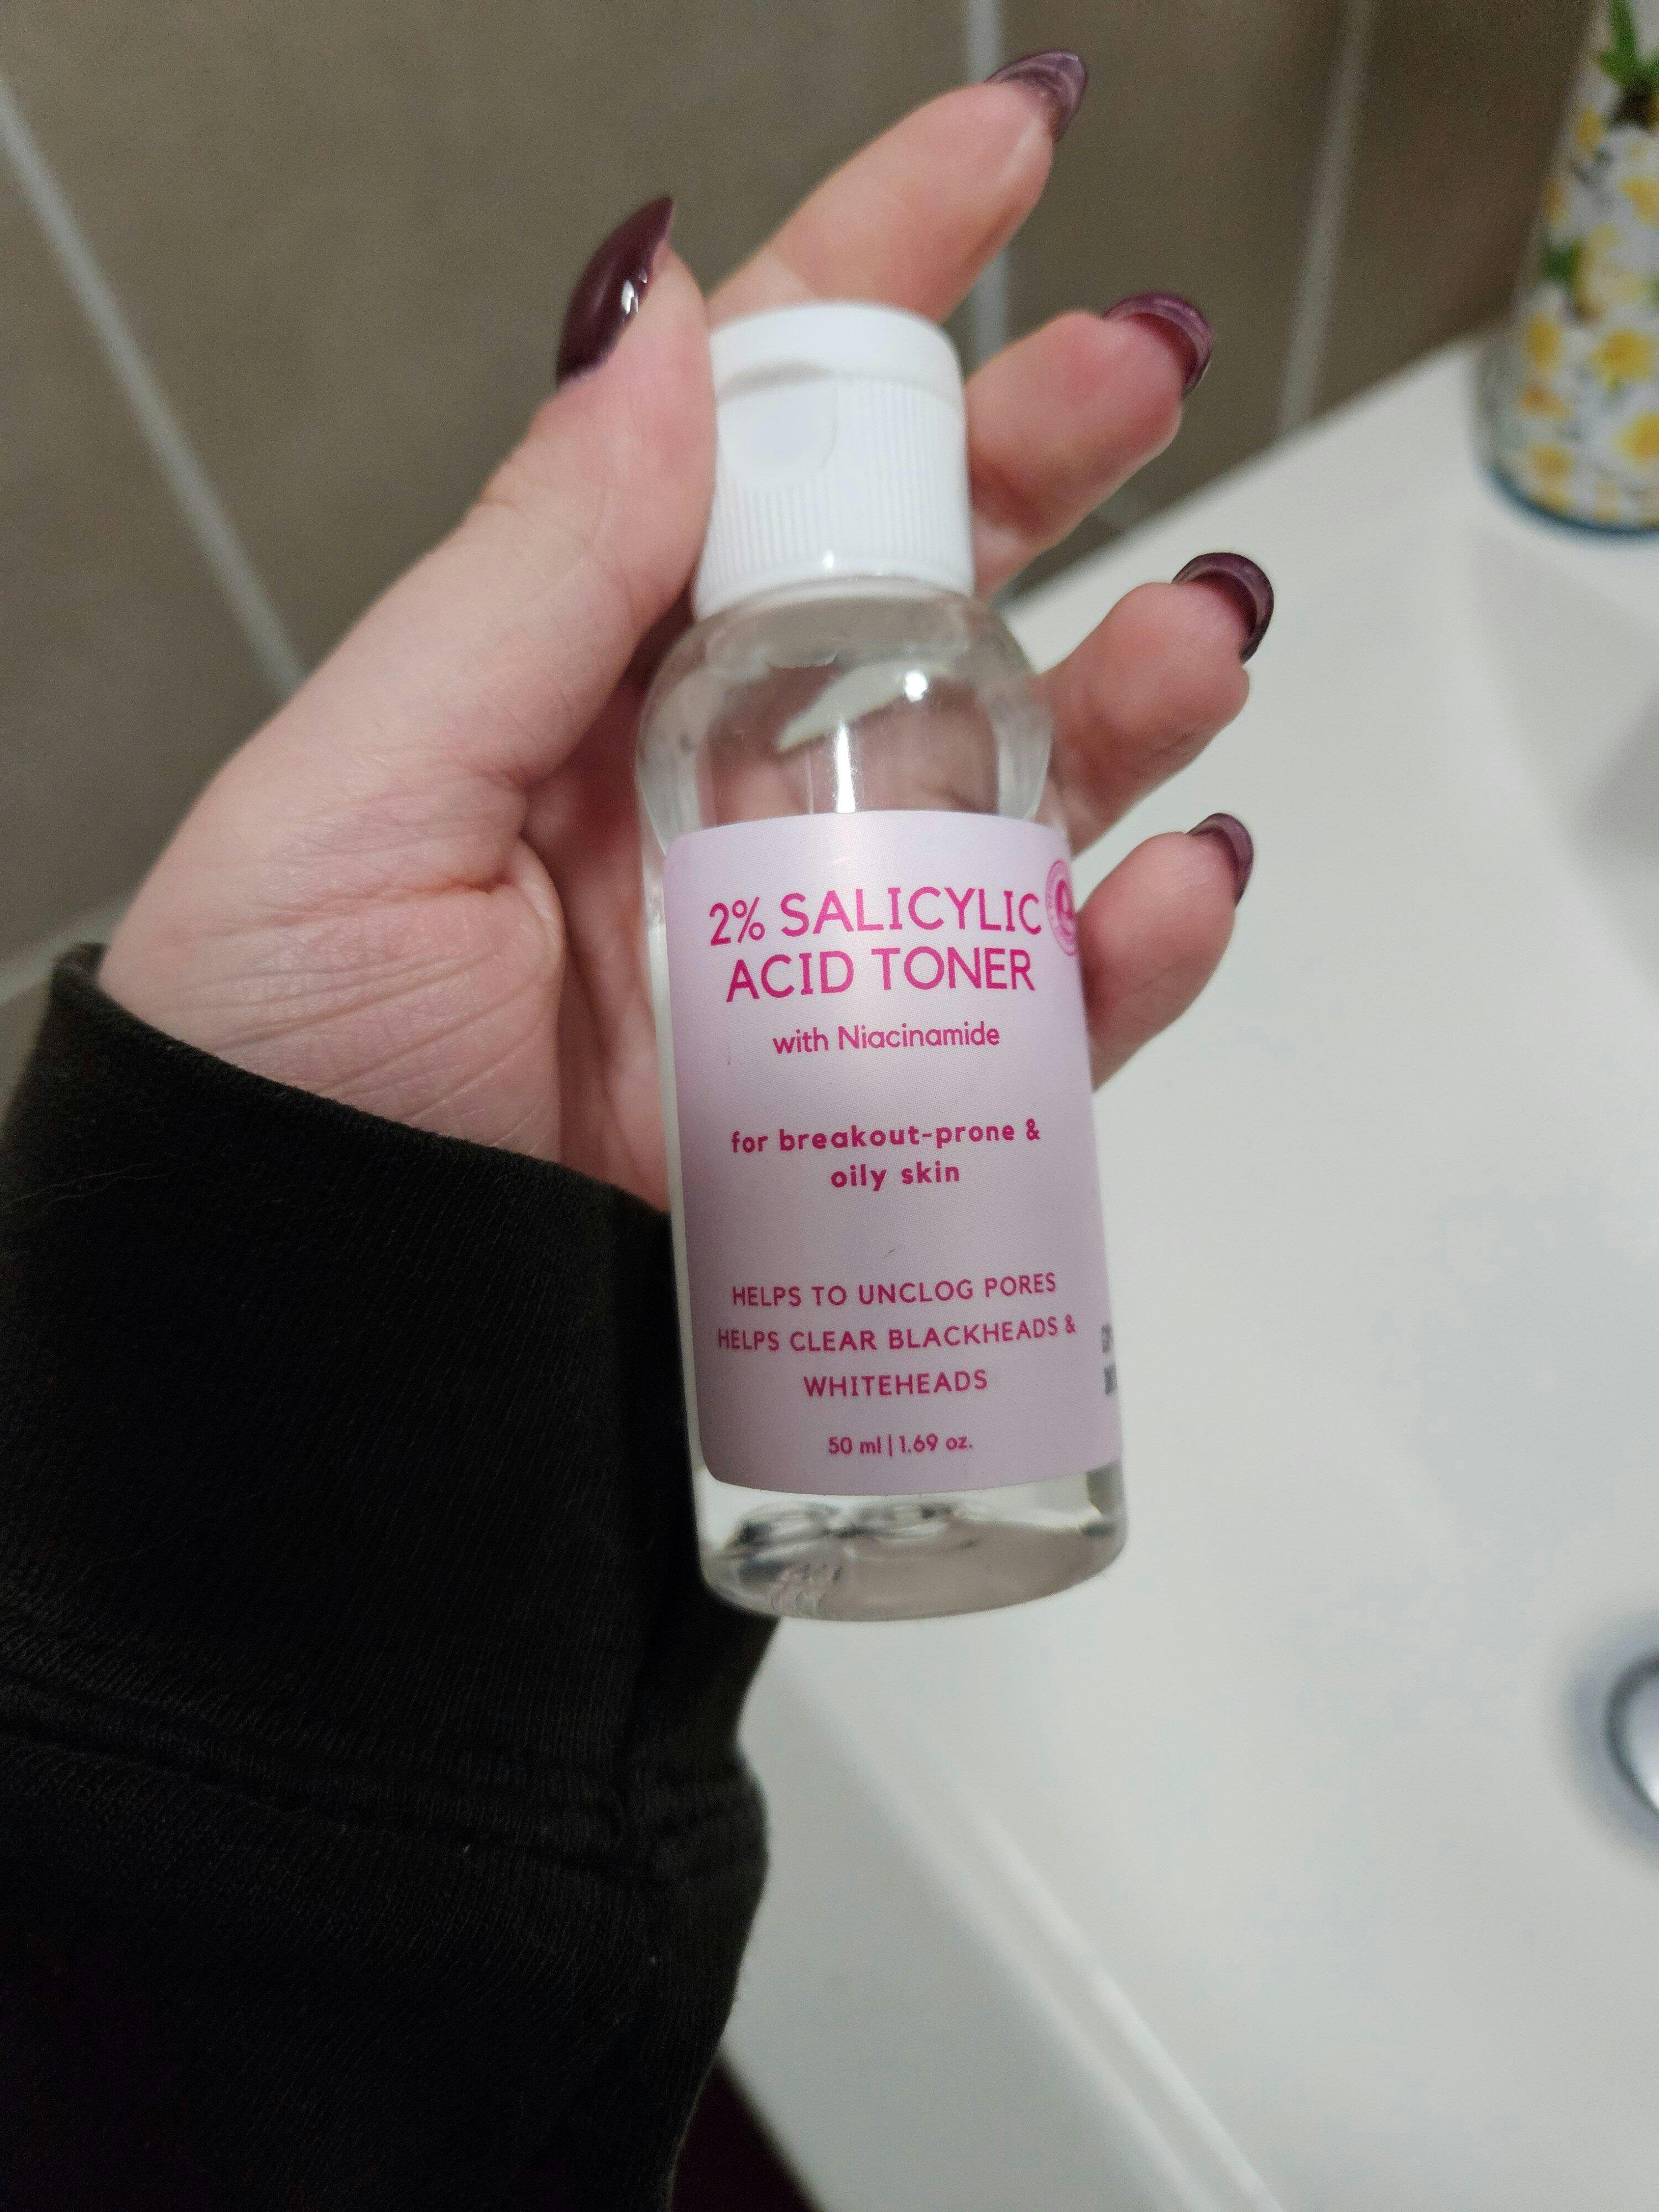 2% SALICYLIC
ACID TONER
with Niacinamide
for breakout-prone &
oily skin
HELPS TO UNCLOG PORES
HELPS CLEAR BLACKHEADS &
WHITEHEADS
50 ml | 1.69 oz.